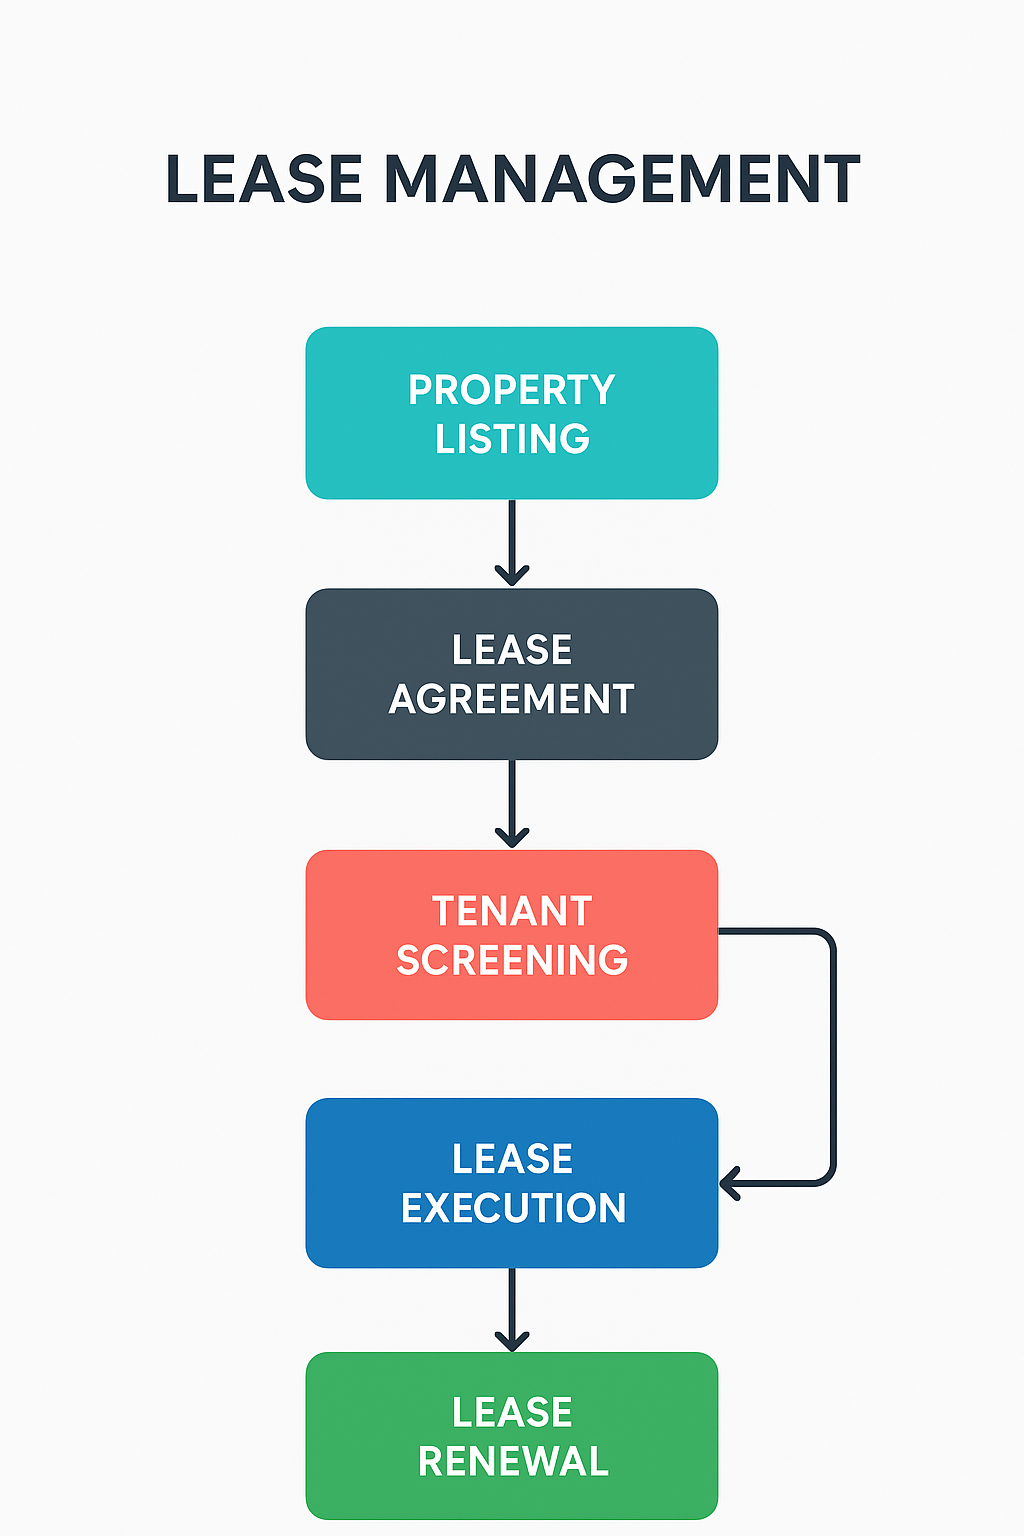 LEASE MANAGEMENT
PROPERTY
LISTING
LEASE
AGREEMENT
TENANT
SCREENING
LEASE
EXECUTION
LEASE
RENEWAL